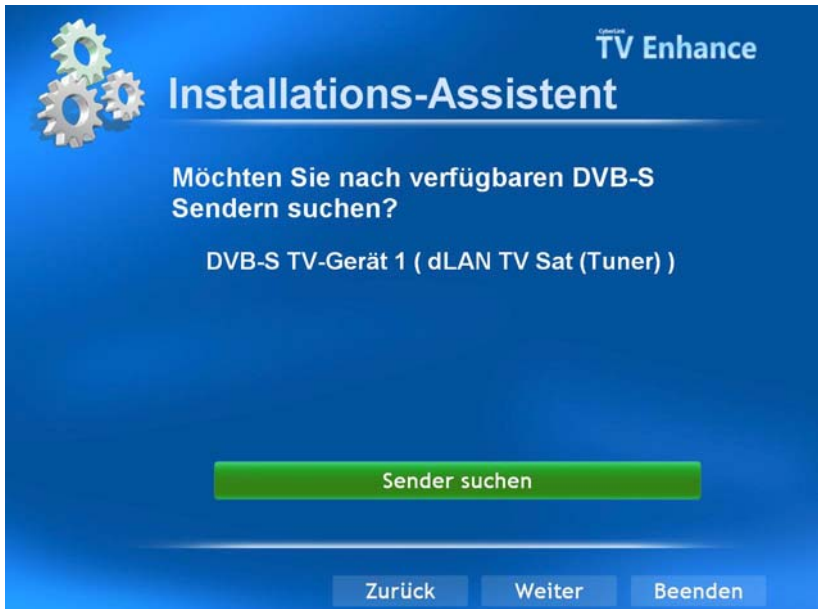 CyberLink
TV Enhance
Installations-Assistent
Möchten Sie nach verfügbaren DVB-S
Sendern suchen?
DVB-S TV-Gerät 1 ( dLAN TV Sat (Tuner) )
Sender suchen
Zurück
Weiter
Beenden